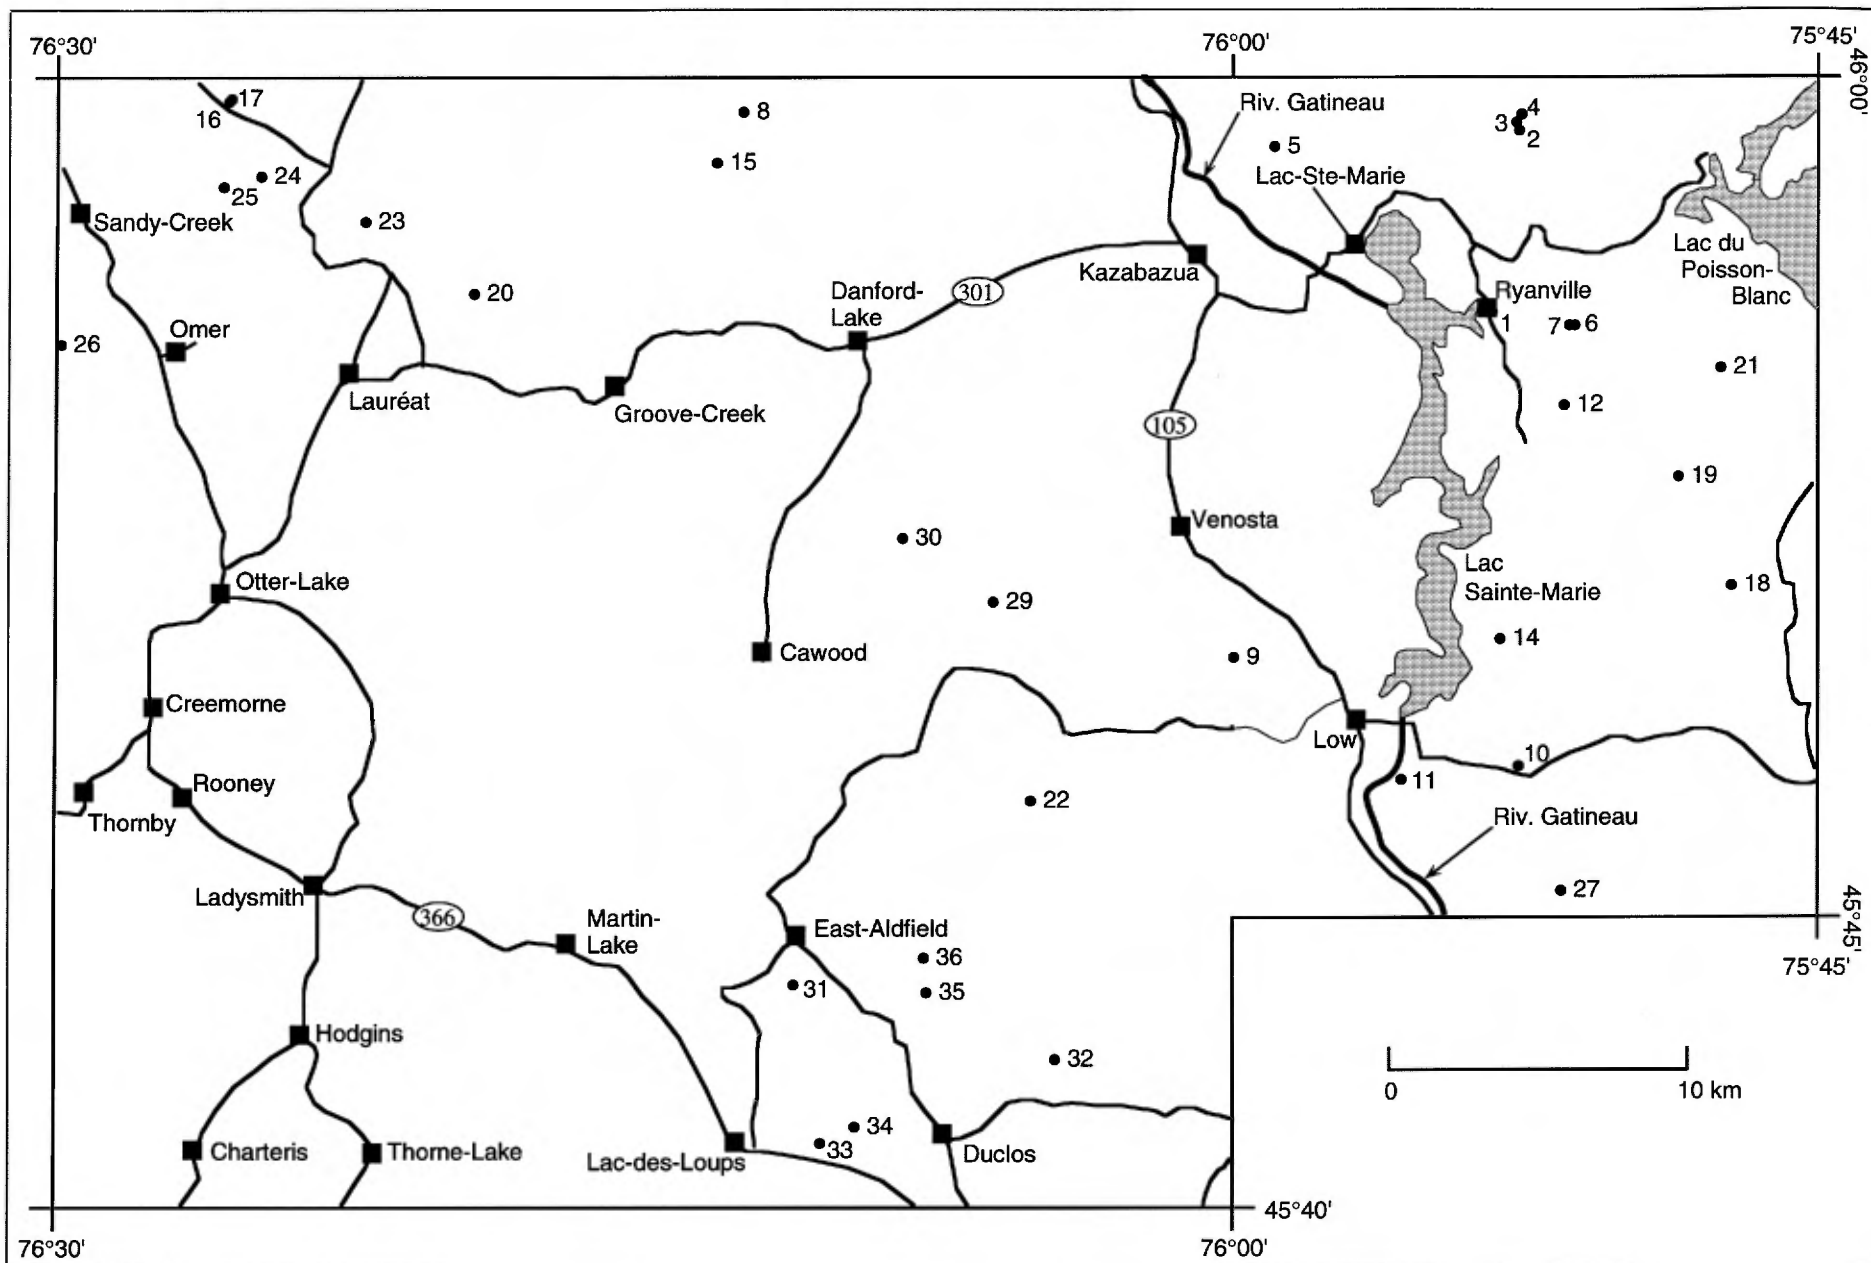 76°30'
76°00'
75°45'
46°00'
17
16
8
Riv. Gatineau
4
3
2
5
15
Lac-Ste-Marie
24
25
Sandy-Creek
23
Lac du
Poisson-
Blanc
Kazabazua
20
301
Danford-
Lake
Ryanville
1
7
6
Omer
26
21
Lauréat
Groove-Creek
12
105
19
Venosta
30
Lac
Sainte-Marie
Otter-Lake
18
29
14
Cawood
9
Creemorne
Low
10
Rooney
11
22
Thornby
Riv. Gatineau
Ladysmith
27
366
Martin-
Lake
East-Aldfield
45°45'
75°45'
36
31
35
Hodgins
32
0
10 km
34
33
Charteris
Thorne-Lake
Lac-des-Loups
Duclos
45°40'
76°30'
76°00'